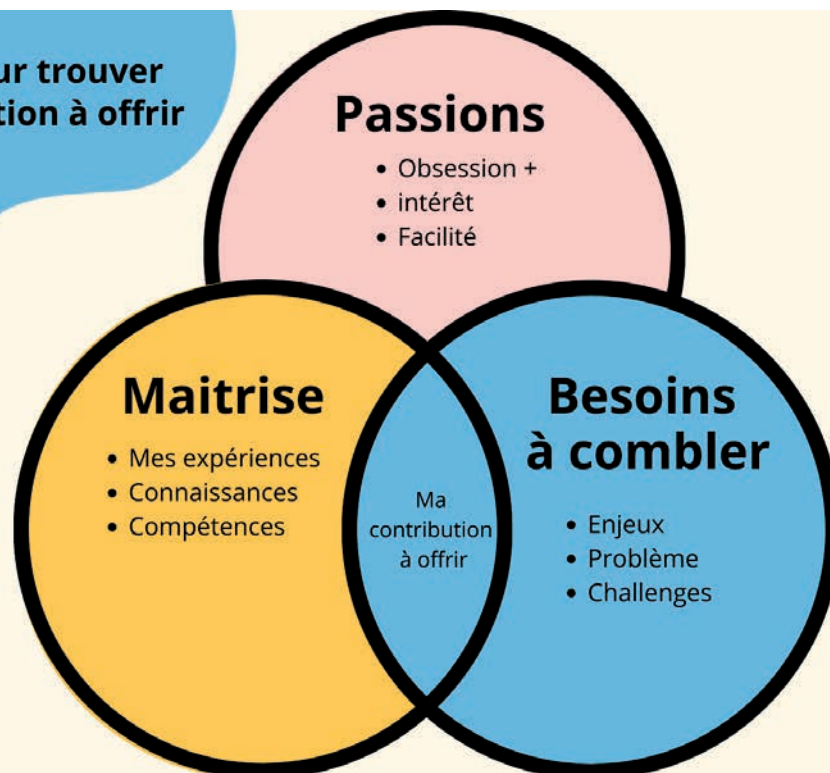 ur trouver
tion à offrir
Passions
• Obsession +
• intérêt
• Facilité
Maitrise
• Mes expériences
• Connaissances
• Compétences
Ma
contribution
à offrir
Besoins
à combler
• Enjeux
• Problème
• Challenges